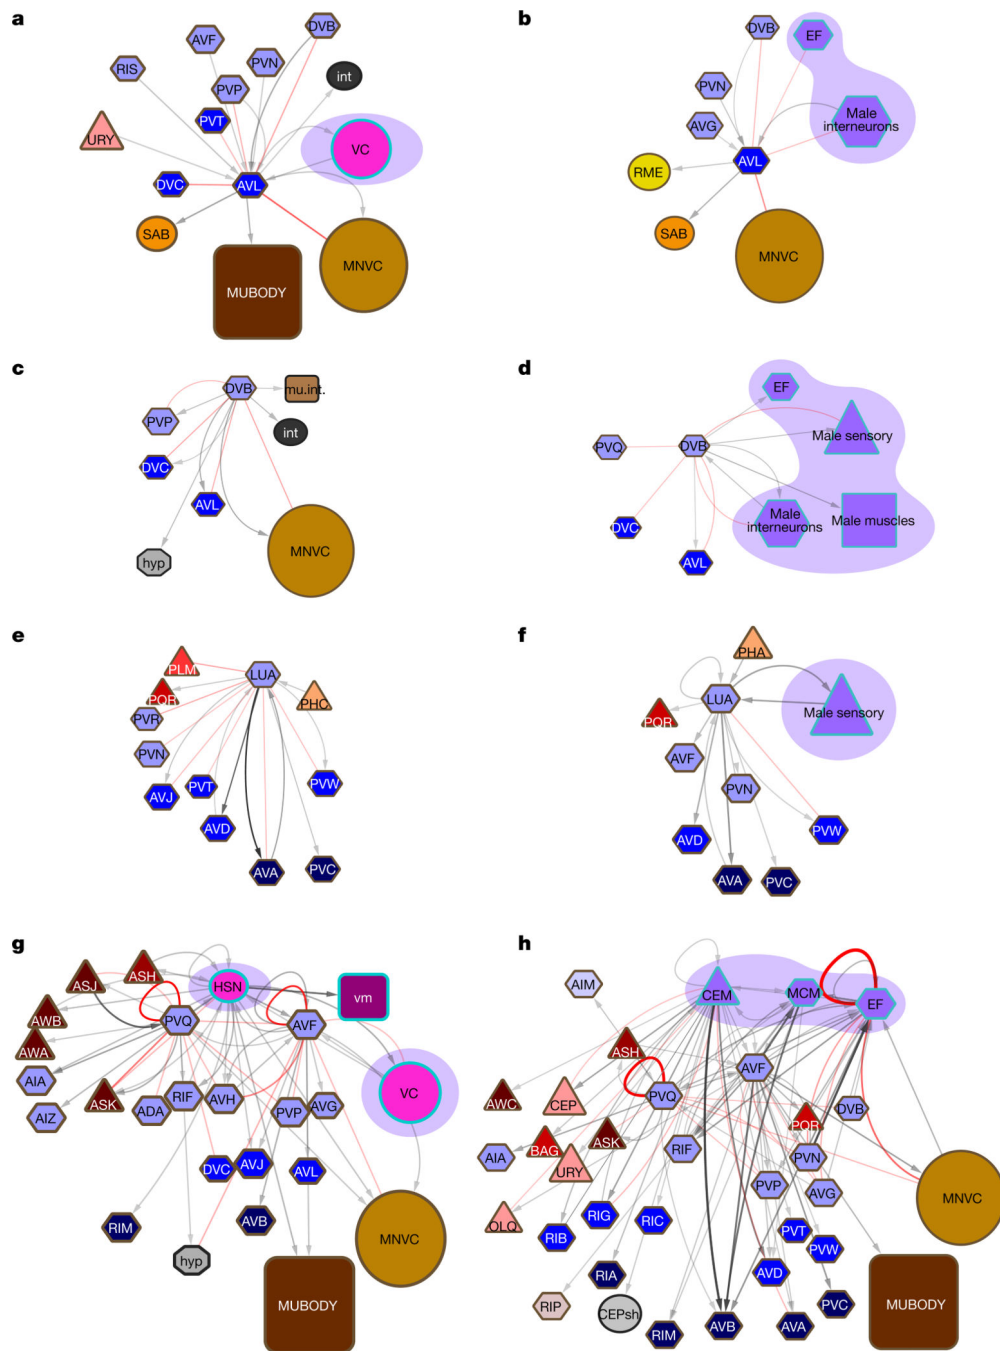 a
DVB
AVF
PVN
RIS
int
PVP
PVT
URY
VC
DVC
AVL
SAB
MNVC
MUBODY
b
DVB
EF
PVN
Male
interneurons
AVG
AVL
RME
SAB
MNVC
c
DVB
mu.int.
PVP
int
DVC
AVL
MNVC
hyp
d
EF
Male sensory
PVQ
DVB
Male
interneurons
Male muscles
DVC
AVL
e
PLM
LUA
PQR
PHC
PVR
PVN
AVJ
PVT
PVW
AVD
AVA
PVC
f
PHA
LUA
Male sensory
PQR
AVF
PVN
AVD
PVW
AVA
PVC
g
ASH
ASJ
HSN
vm
AWB
PVQ
AVF
AWA
AIA
VC
ASK
ADA
RIF
AVH
PVP
AVG
AIZ
DVC
AVJ
AVL
RIM
AVB
MNVC
hyp
MUBODY
h
AIM
CEM
MCM
EF
ASH
AVF
AWC
CEP
PVQ
DVB
PQR
ASK
BAG
RIF
PVN
AIA
URY
PVP
AVG
MNVC
OLQ
RIB
RIG
RIC
PVT
PVW
RIA
AVD
RIP
CEPsh
PVC
MUBODY
RIM
AVB
AVA